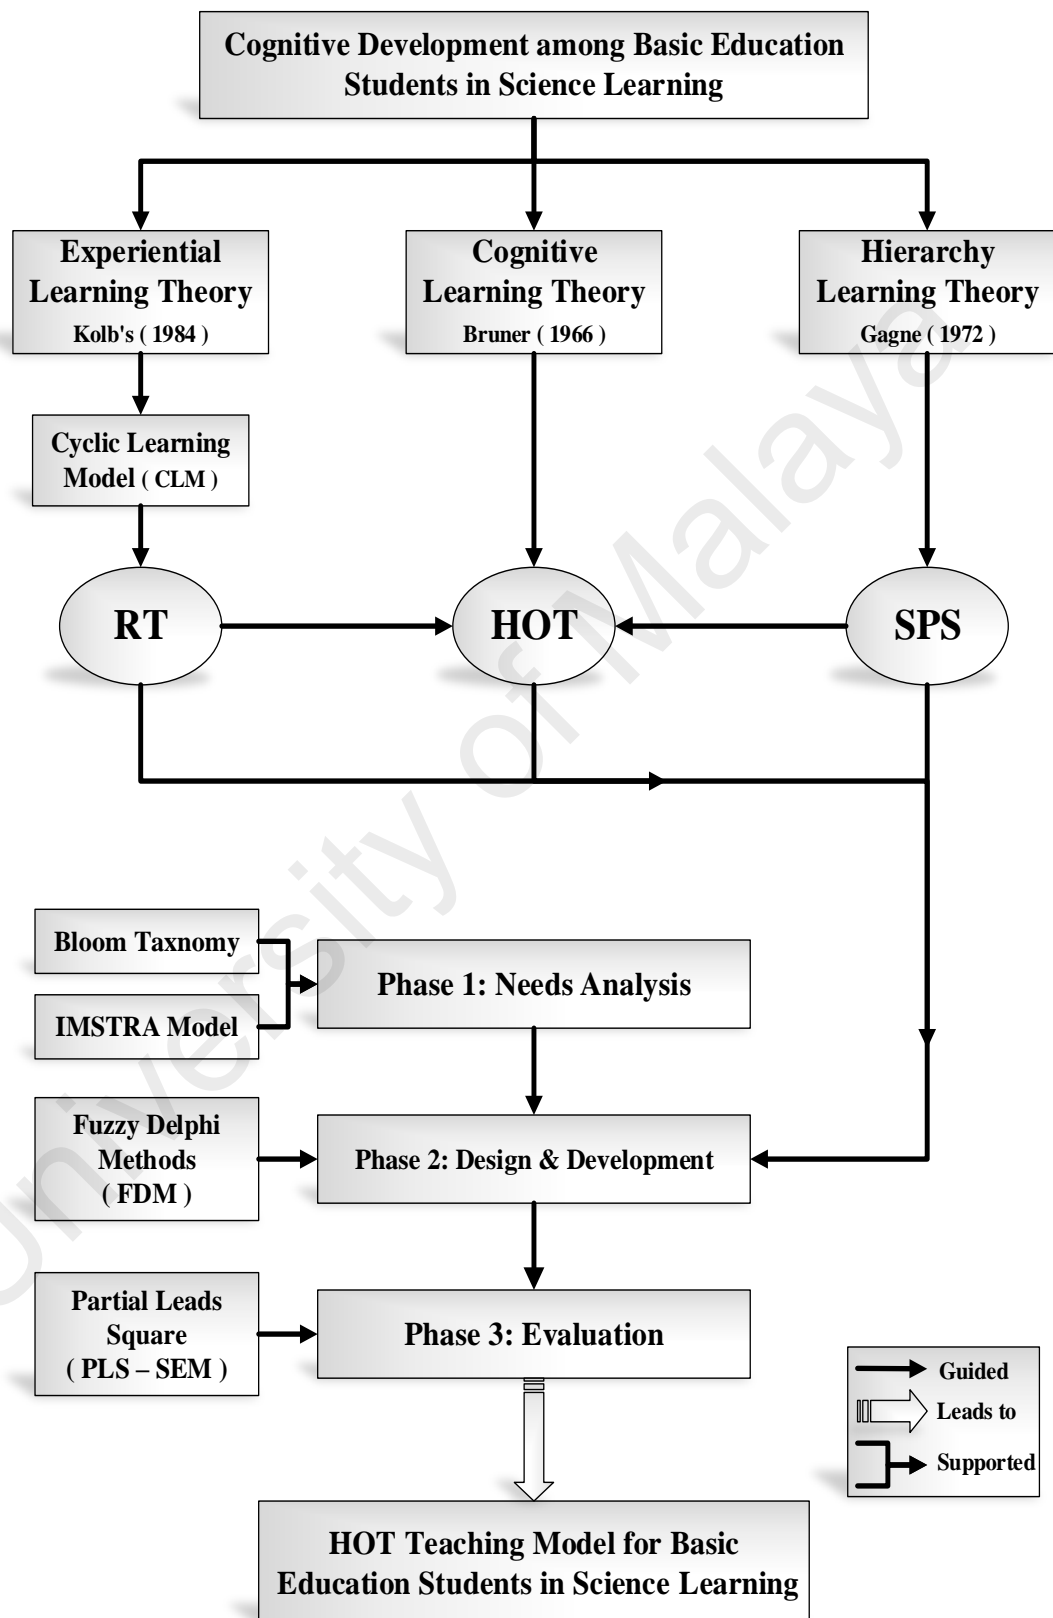 Cognitive Development among Basic Education
Students in Science Learning
Experiential
Learning Theory
Kolb's ( 1984 )
Cognitive
Learning Theory
Bruner ( 1966 )
Hierarchy
Learning Theory
Gagne ( 1972 )
Cyclic Learning
Model ( CLM )
RT
HOT
SPS
Bloom Taxnomy
IMSTRA Model
Phase 1: Needs Analysis
Fuzzy Delphi
Methods
( FDM )
Phase 2: Design & Development
Partial Leads
Square
( PLS – SEM )
Phase 3: Evaluation
Guided
Leads to
Supported
HOT Teaching Model for Basic
Education Students in Science Learning
University of Malaya